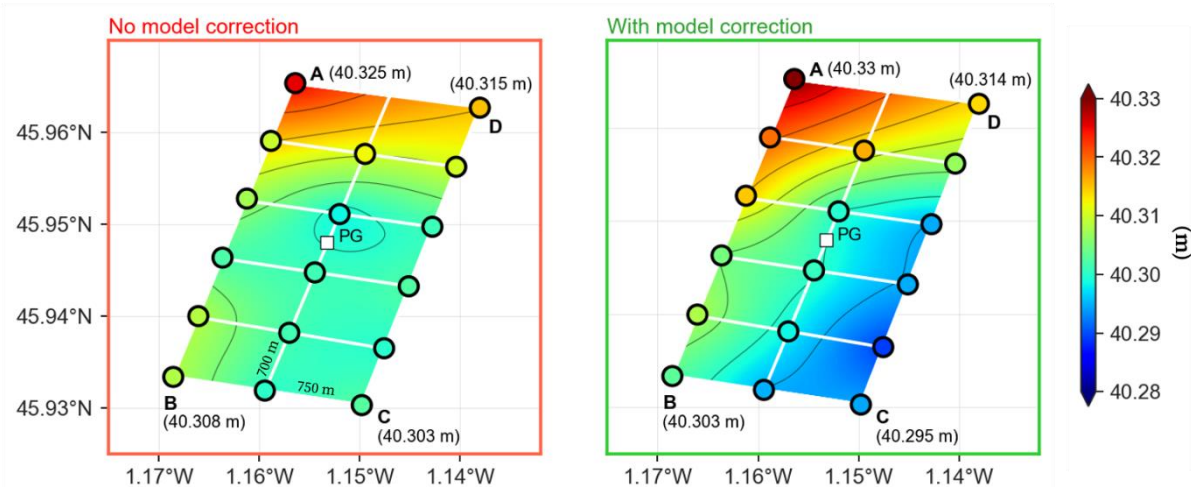 No model correction
A (40.325 m)
(40.315 m)
D
45.96°N
45.95°N
45.94°N
45.93°N
PG
700 m
750 m
B
(40.308 m)
C
(40.303 m)
1.17°W 1.16°W 1.15°W 1.14°W
With model correction
A (40.33 m)
(40.314 m)
D
PG
B
(40.303 m)
C
(40.295 m)
1.17°W 1.16°W 1.15°W 1.14°W
40.33
40.32
40.31
40.30
40.29
40.28
(m)